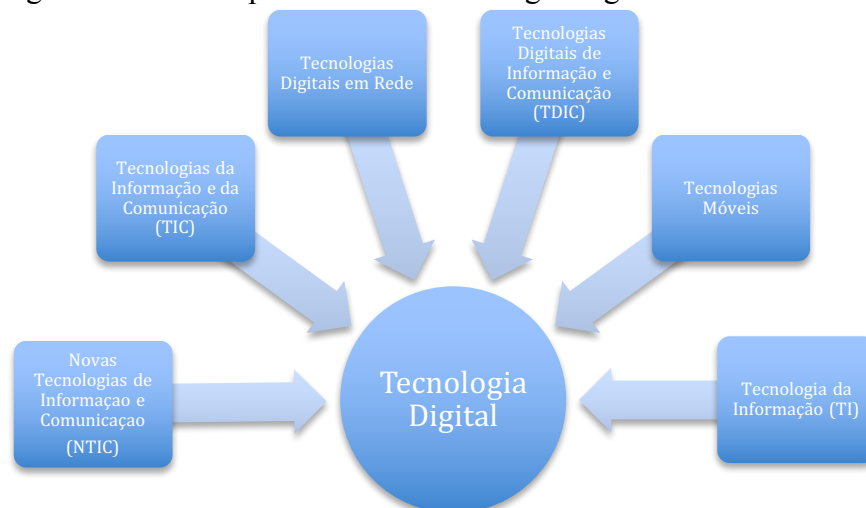 Tecnologias
Digitais em Rede
Tecnologias
Digitais de
Informação e
Comunicação
(TDIC)
Tecnologias da
Informação e da
Comunicação
(TIC)
Tecnologias
Móveis
Novas
Tecnologias de
Informaçao e
Comunicaçao
(NTIC)
Tecnologia
Digital
Tecnologia da
Informação (TI)